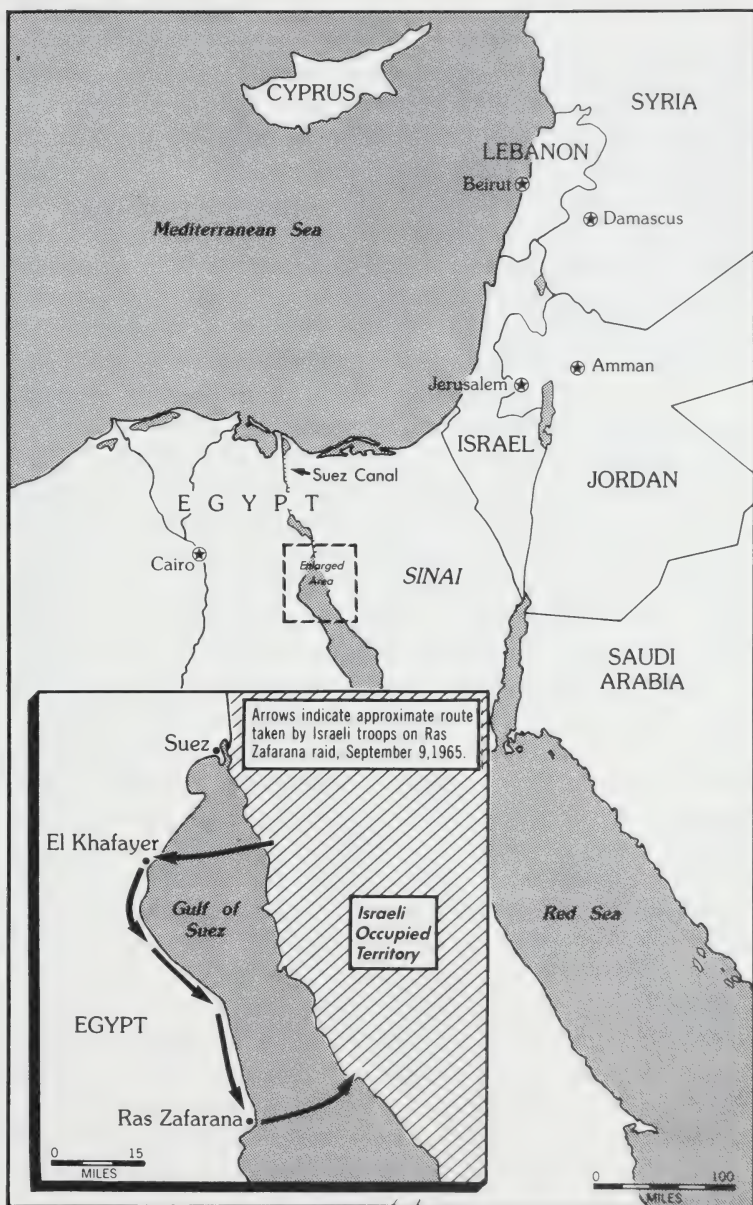 CYPRUS
SYRIA
LEBANON
Beirut
Damascus
Mediterranean Sea
Amman
Jerusalem
ISRAEL
Suez Canal
JORDAN
EGYPT
Cairo
Enlarged
Area
SINAI
SAUDI
ARABIA
Arrows indicate approximate route
taken by Israeli troops on Ras
Zafarana raid, September 9,1965.
Suez
El Khafayer
Gulf of
Suez
Israeli
Occupied
Territory
Red Sea
EGYPT
Ras Zafarana
0 15
MILES
0 100
MILES